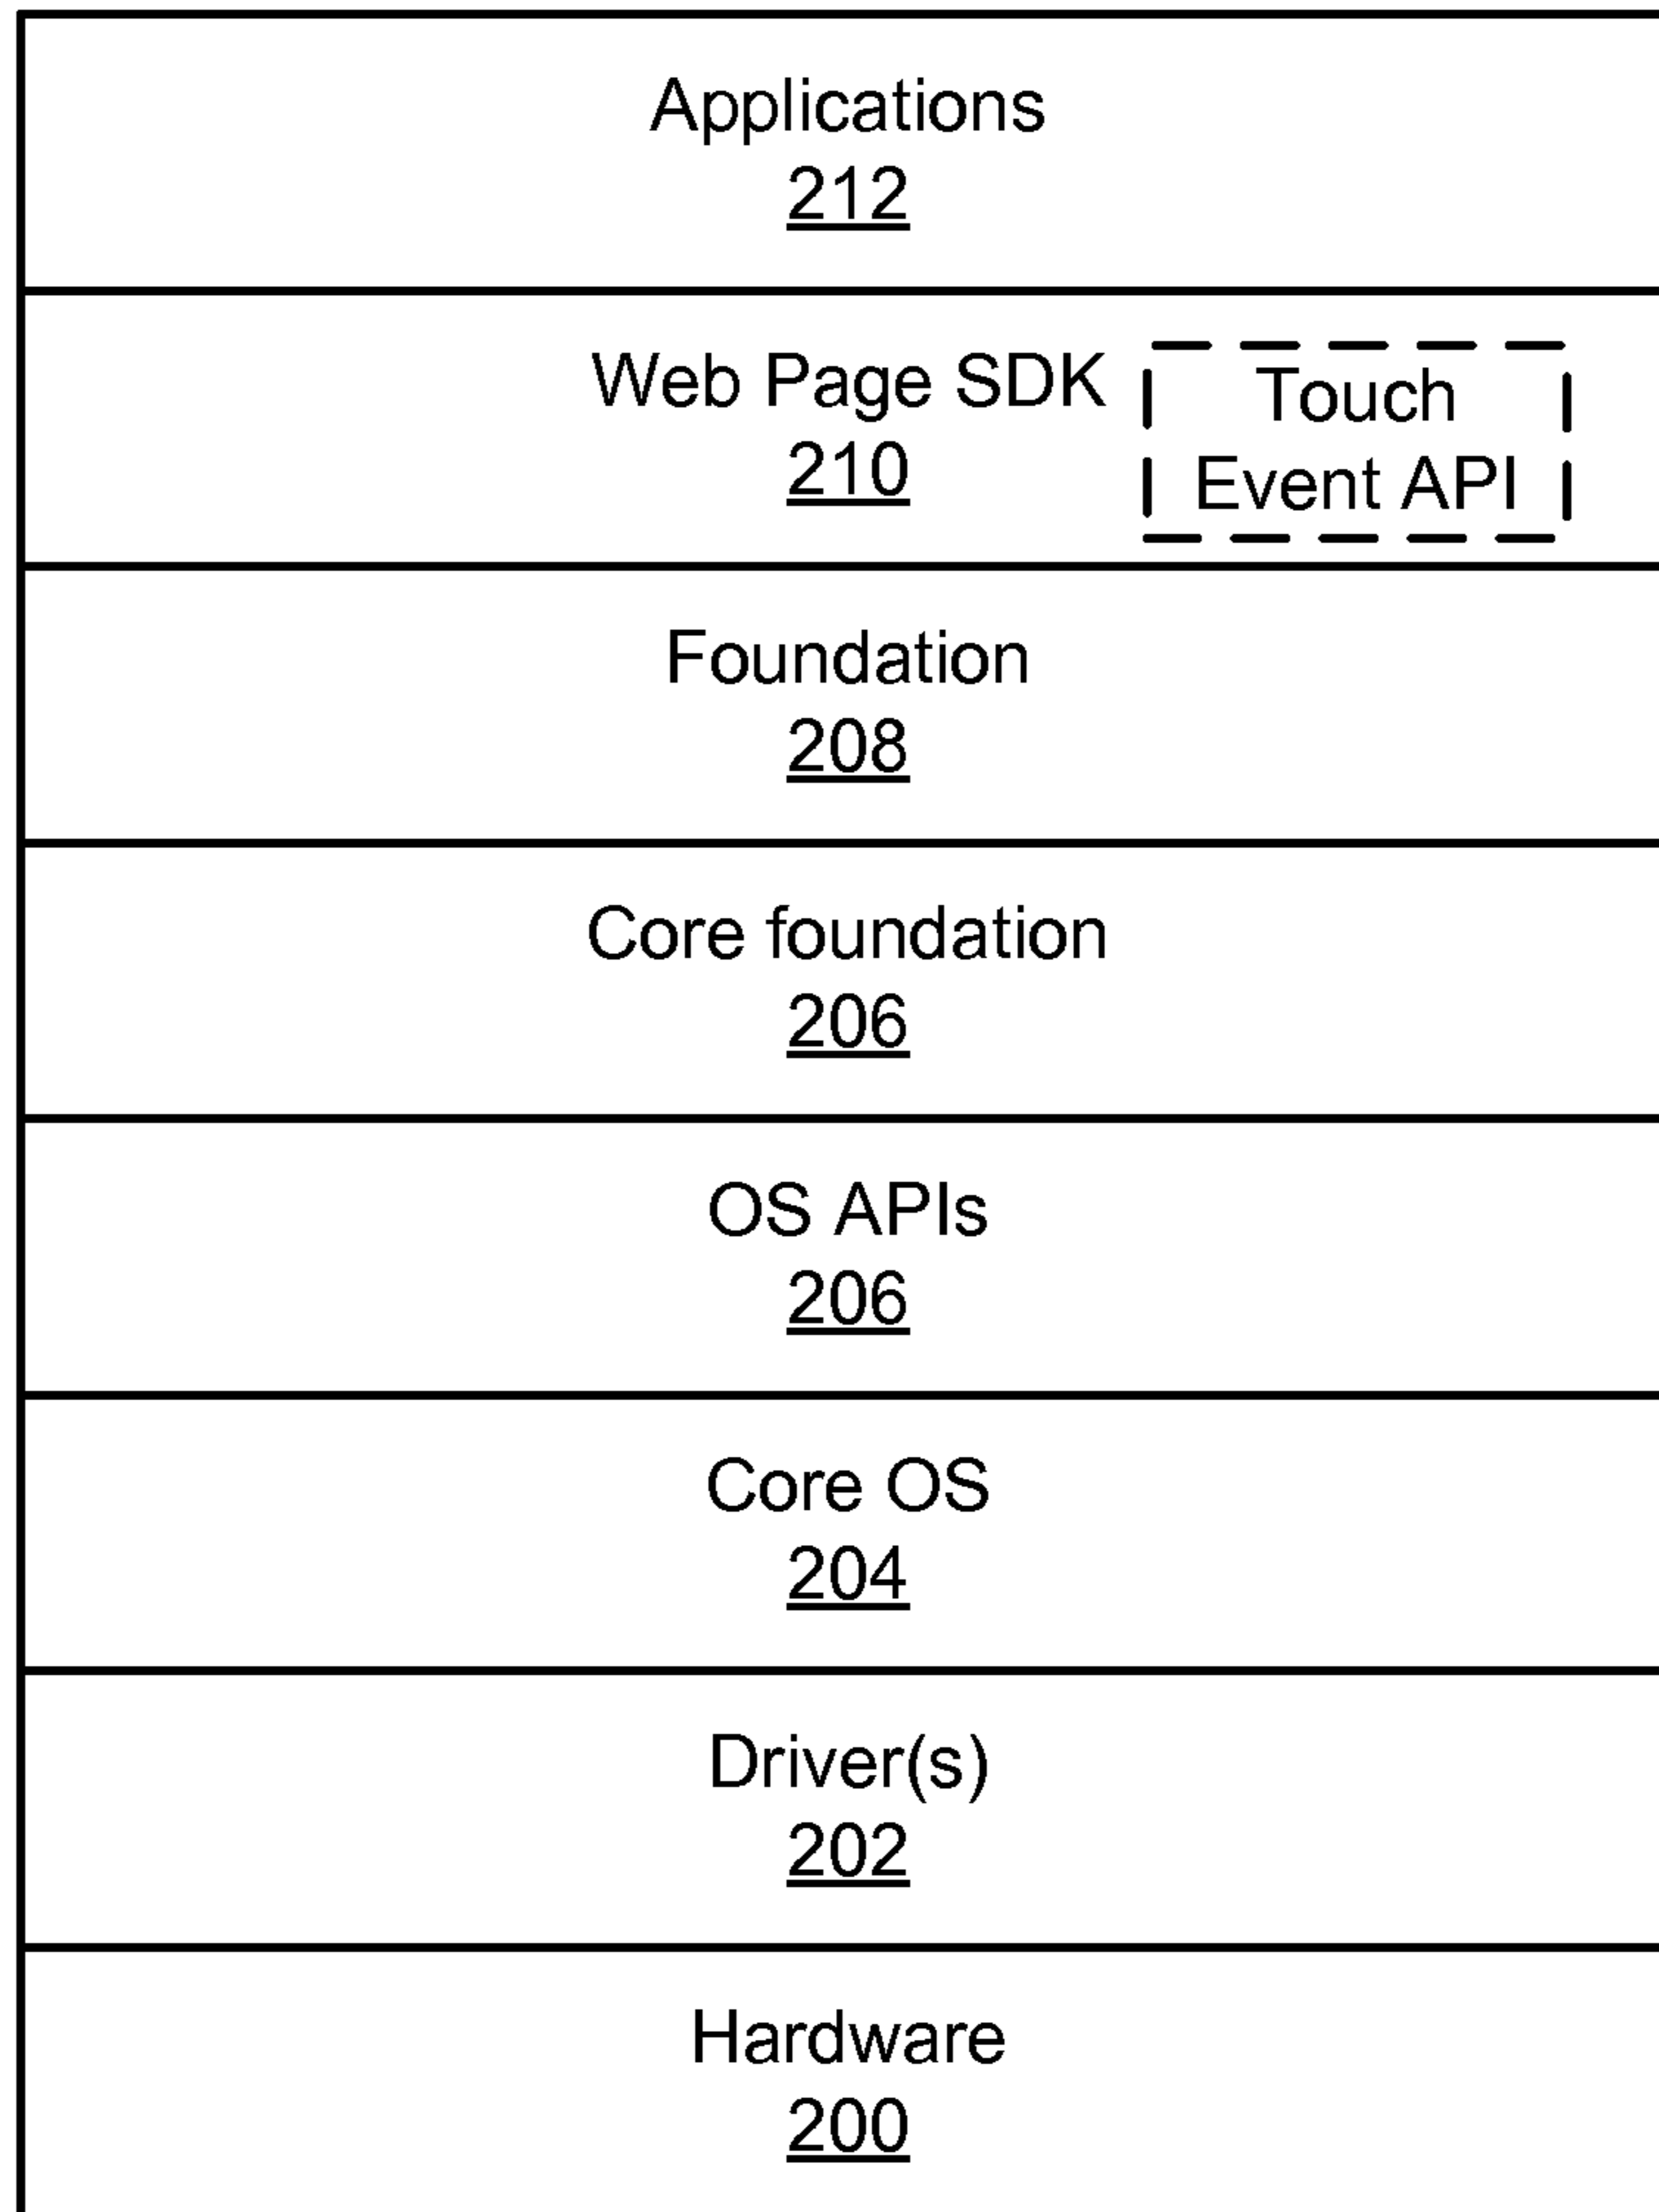 Applications
212
Web Page SDK
210
Touch
Event API
Foundation
208
Core foundation
206
OS APIs
206
Core OS
204
Driver(s)
202
Hardware
200